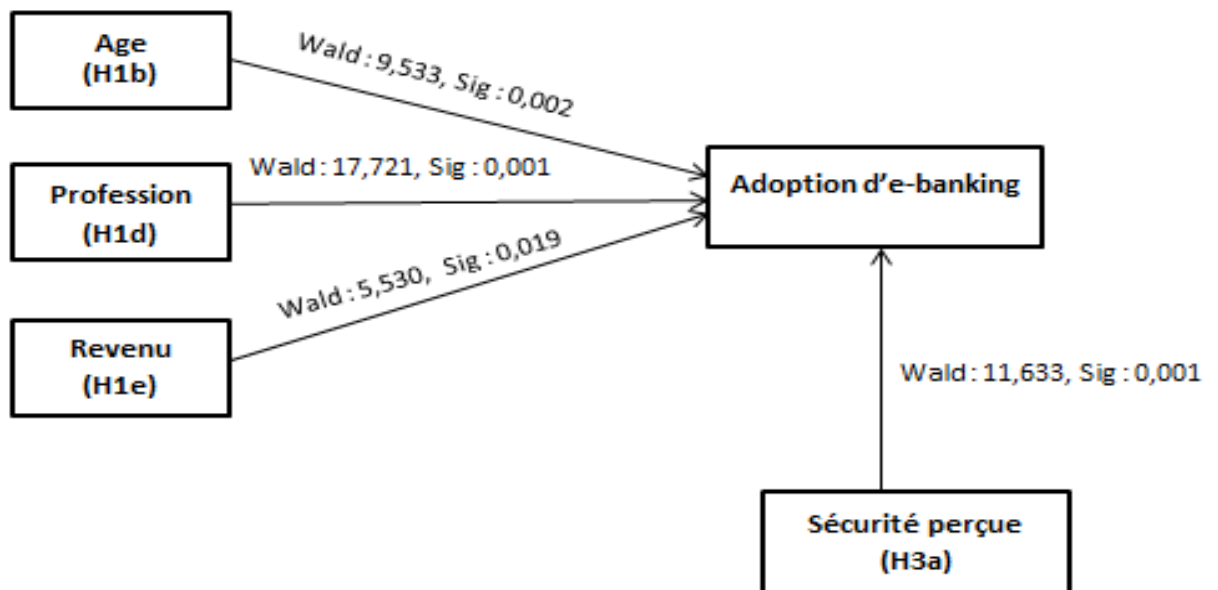 Age
(H1b)
Wald : 9,533, Sig : 0,002
Profession
(H1d)
Wald : 17,721, Sig : 0,001
Adoption d’e-banking
Revenu
(H1e)
Wald : 5,530, Sig : 0,019
Wald : 11,633, Sig : 0,001
Sécurité perçue
(H3a)